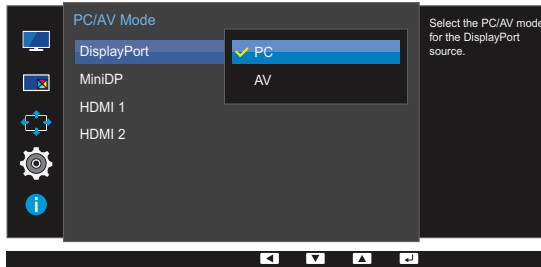 PC/AV Mode
DisplayPort
MiniDP
HDMI 1
HDMI 2
PC
AV
Select the PC/AV mode
for the DisplayPort
source.